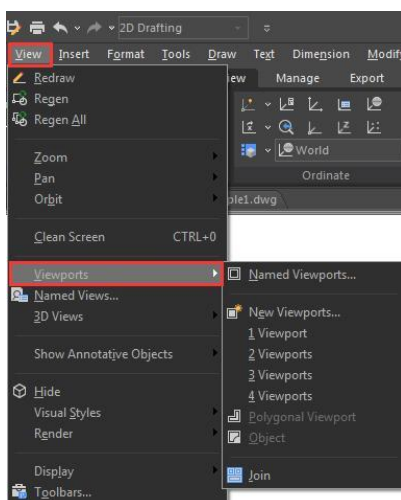 2D Drafting
View Insert Format Tools Draw Text Dimension Modify
iew Manage Export
Redraw
Regen
Regen All
Zoom
Pan
Orbit
World
Ordinate
ple1.dwg
Clean Screen CTRL+0
Viewports
Named Views...
3D Views
Show Annotative Objects
Hide
Visual Styles
Render
Display
Toolbars...
Named Viewports...
New Viewports...
1 Viewport
2 Viewports
3 Viewports
4 Viewports
Polygonal Viewport
Object
Join